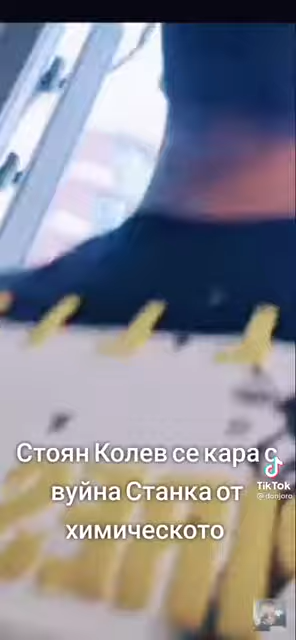 Стоян Колев се кара с
вуйна Станка от
химическото
TikTok
@donjoro